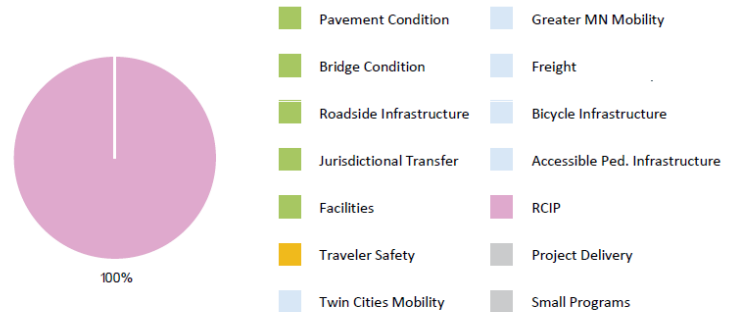 Pavement Condition
Bridge Condition
Roadside Infrastructure
Jurisdictional Transfer
Facilities
Traveler Safety
Twin Cities Mobility
Greater MN Mobility
Freight
Bicycle Infrastructure
Accessible Ped. Infrastructure
RCIP
Project Delivery
Small Programs
100%